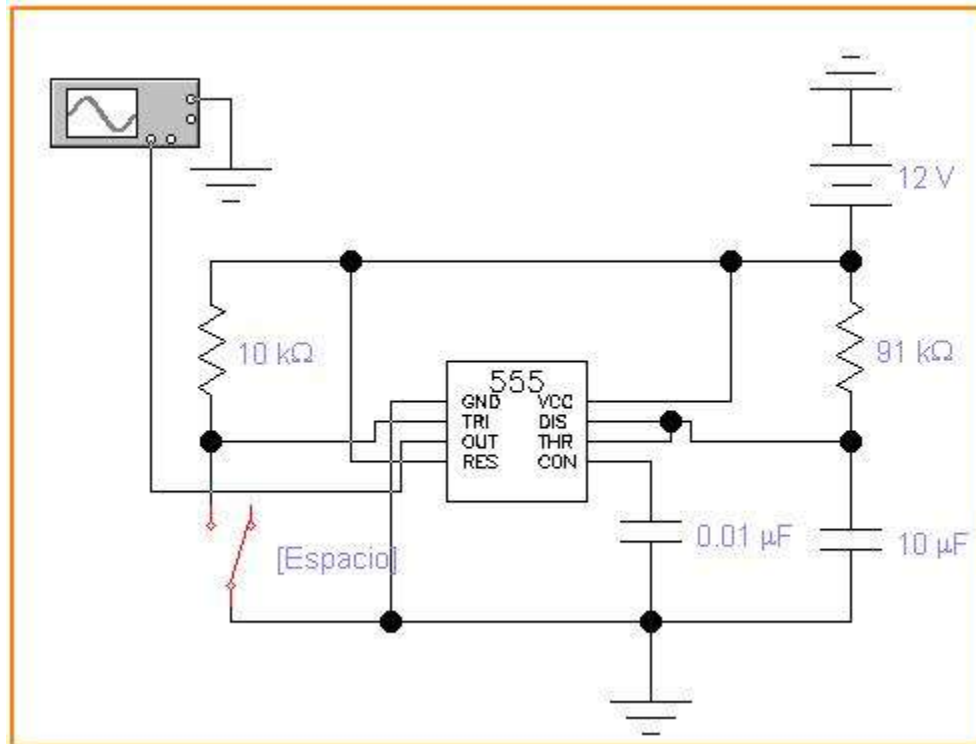 12 V
10 kΩ
91 kΩ
555
GND VCC
TRI DIS
OUT THR
RES CON
0.01 µF
10 µF
[Espacio]